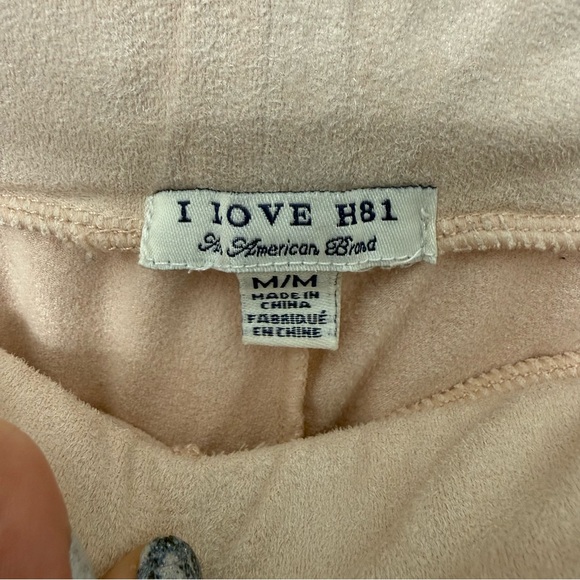 I LOVE H81
An American Brand
M/M
MADE IN
CHINA
FABRIQUÉ
EN CHINE